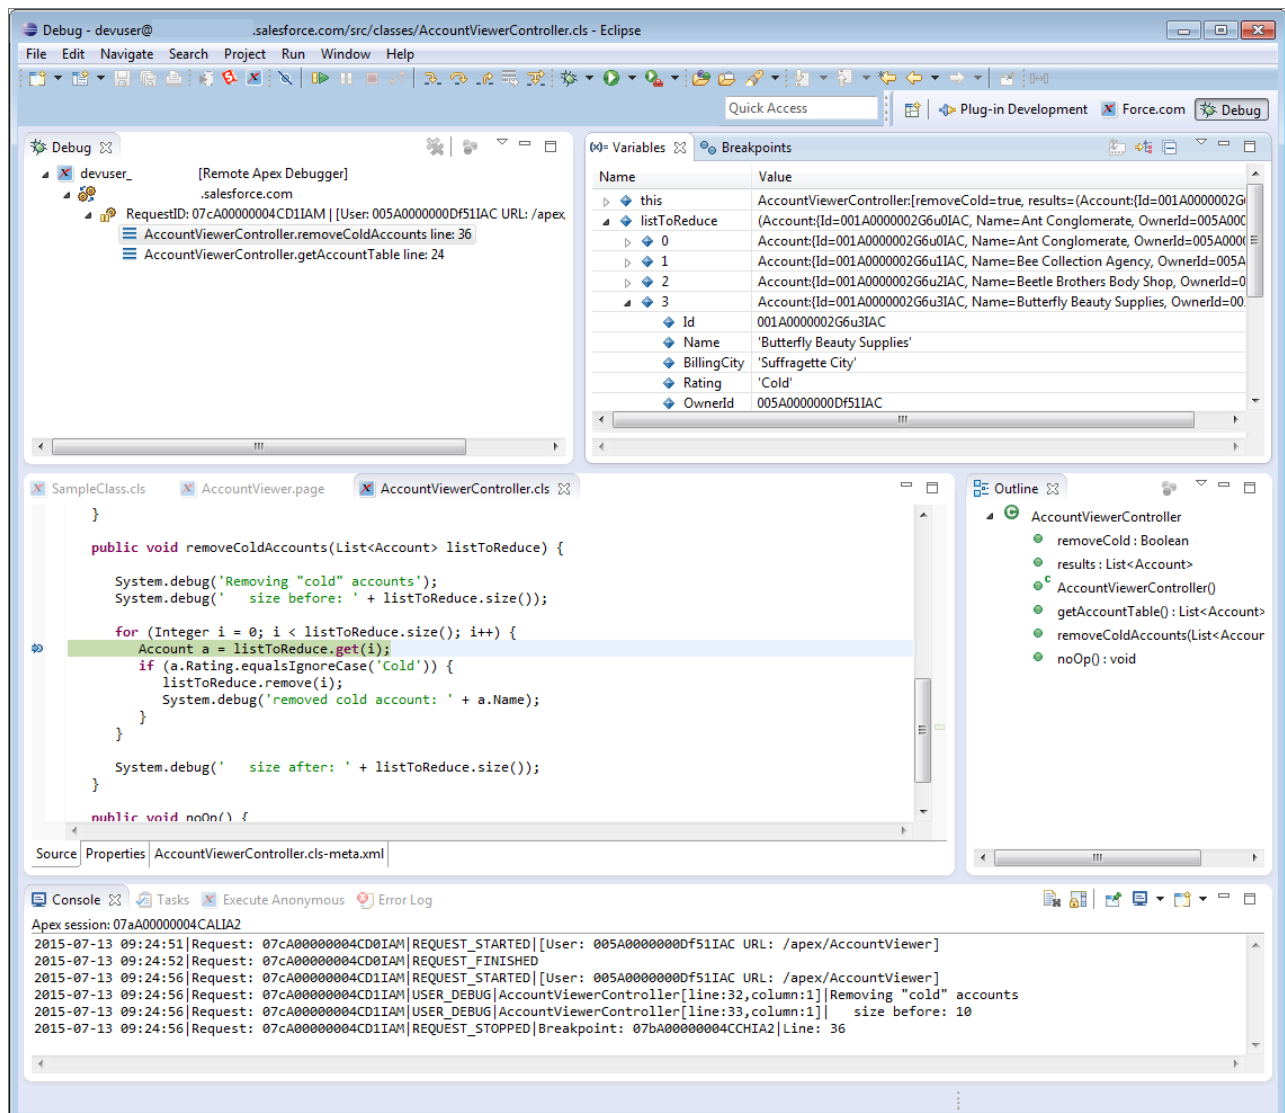 Debug - devuser@ .salesforce.com/src/classes/AccountViewerController.cls - Eclipse
File Edit Navigate Search Project Run Window Help
Quick Access Plug-in Development Force.com Debug
Debug
devuser_ [Remote Apex Debugger]
.salesforce.com
RequestID: 07cA00000004CD1IAM | [User: 005A0000000Df51IAC URL: /apex,
AccountViewerController.removeColdAccounts line: 36
AccountViewerController.getAccountTable line: 24
(x)= Variables Breakpoints
Name Value
this AccountViewerController:[removeCold=true, results=(Account:{Id=001A0000002G
listToReduce (Account:{Id=001A0000002G6u0IAC, Name=Ant Conglomerate, OwnerId=005A000
0 Account:{Id=001A0000002G6u0IAC, Name=Ant Conglomerate, OwnerId=005A000
1 Account:{Id=001A0000002G6u1IAC, Name=Bee Collection Agency, OwnerId=005A
2 Account:{Id=001A0000002G6u2IAC, Name=Beetle Brothers Body Shop, OwnerId=0
3 Account:{Id=001A0000002G6u3IAC, Name=Butterfly Beauty Supplies, OwnerId=00
Id 001A0000002G6u3IAC
Name 'Butterfly Beauty Supplies'
BillingCity 'Suffragette City'
Rating 'Cold'
OwnerId 005A0000000Df51IAC
SampleClass.cls AccountViewer.page AccountViewerController.cls
}
public void removeColdAccounts(List<Account> listToReduce) {
System.debug('Removing "cold" accounts');
System.debug('   size before: ' + listToReduce.size());
for (Integer i = 0; i < listToReduce.size(); i++) {
Account a = listToReduce.get(i);
if (a.Rating.equalsIgnoreCase('Cold')) {
listToReduce.remove(i);
System.debug('removed cold account: ' + a.Name);
}
}
System.debug('   size after: ' + listToReduce.size());
}
public void noOp() {
Source Properties AccountViewerController.cls-meta.xml
Outline
AccountViewerController
removeCold : Boolean
results : List<Account>
AccountViewerController()
getAccountTable() : List<Account>
removeColdAccounts(List<Accour
noOp() : void
Console Tasks Execute Anonymous Error Log
Apex session: 07aA00000004CALIA2
2015-07-13 09:24:51|Request: 07cA00000004CD0IAM|REQUEST_STARTED|[User: 005A0000000Df51IAC URL: /apex/AccountViewer]
2015-07-13 09:24:52|Request: 07cA00000004CD0IAM|REQUEST_FINISHED
2015-07-13 09:24:56|Request: 07cA00000004CD1IAM|REQUEST_STARTED|[User: 005A0000000Df51IAC URL: /apex/AccountViewer]
2015-07-13 09:24:56|Request: 07cA00000004CD1IAM|USER_DEBUG|AccountViewerController[line:32,column:1]|Removing "cold" accounts
2015-07-13 09:24:56|Request: 07cA00000004CD1IAM|USER_DEBUG|AccountViewerController[line:33,column:1]|   size before: 10
2015-07-13 09:24:56|Request: 07cA00000004CD1IAM|REQUEST_STOPPED|Breakpoint: 07bA00000004CCHIA2|Line: 36